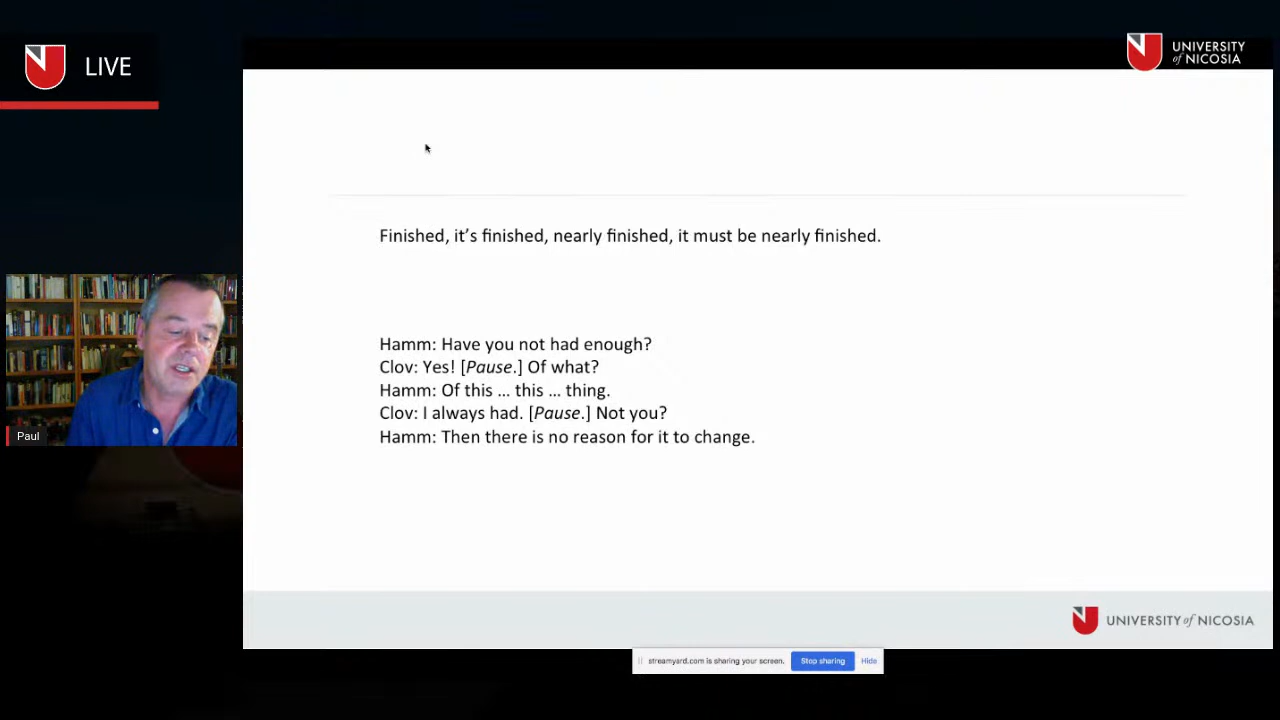 LIVE
UNIVERSITY
of NICOSIA
Finished, it’s finished, nearly finished, it must be nearly finished.
Hamm: Have you not had enough?
Clov: Yes! [Pause.] Of what?
Hamm: Of this ... this ... thing.
Clov: I always had. [Pause.] Not you?
Hamm: Then there is no reason for it to change.
Paul
UNIVERSITY of NICOSIA
streamyard.com is sharing your screen.
Stop sharing
Hide